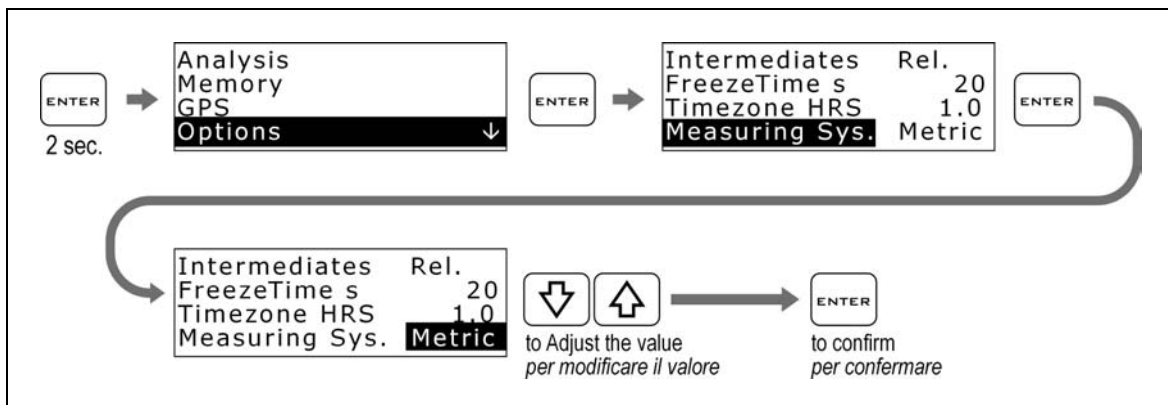 ENTER
2 sec.
Analysis
Memory
GPS
Options ↓
ENTER
Intermediates Rel.
FreezeTime s 20
Timezone HRS 1.0
Measuring Sys. Metric
ENTER
Intermediates Rel.
FreezeTime s 20
Timezone HRS 1.0
Measuring Sys. Metric
to Adjust the value
per modificare il valore
ENTER
to confirm
per confermare